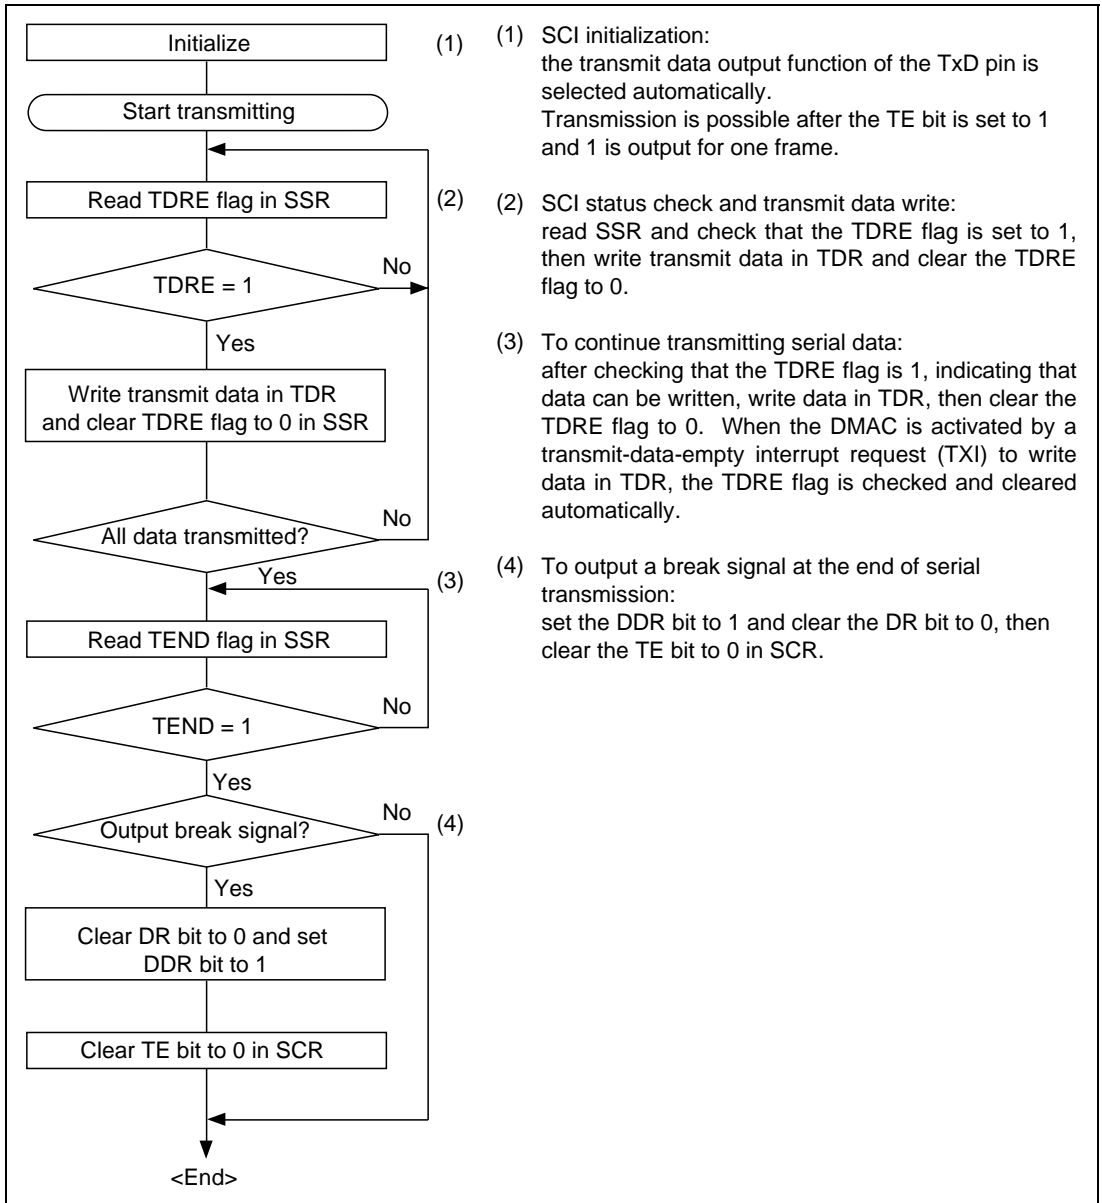 Initialize
(1)
Start transmitting
Read TDRE flag in SSR
(2)
TDRE = 1
No
Yes
Write transmit data in TDR
and clear TDRE flag to 0 in SSR
All data transmitted?
No
Yes
(3)
Read TEND flag in SSR
TEND = 1
No
Yes
Output break signal?
No
(4)
Yes
Clear DR bit to 0 and set
DDR bit to 1
Clear TE bit to 0 in SCR
<End>
(1) SCI initialization:
the transmit data output function of the TxD pin is
selected automatically.
Transmission is possible after the TE bit is set to 1
and 1 is output for one frame.
(2) SCI status check and transmit data write:
read SSR and check that the TDRE flag is set to 1,
then write transmit data in TDR and clear the TDRE
flag to 0.
(3) To continue transmitting serial data:
after checking that the TDRE flag is 1, indicating that
data can be written, write data in TDR, then clear the
TDRE flag to 0. When the DMAC is activated by a
transmit-data-empty interrupt request (TXI) to write
data in TDR, the TDRE flag is checked and cleared
automatically.
(4) To output a break signal at the end of serial
transmission:
set the DDR bit to 1 and clear the DR bit to 0, then
clear the TE bit to 0 in SCR.